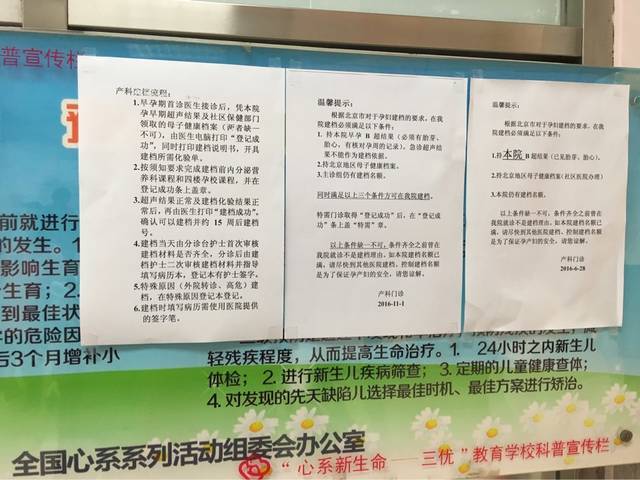 普宣传栏
产科建档流程：
1.早孕期首诊医生接诊后，凭本院
孕早期超声结果及社区保健部门
领取的母子健康档案（两者缺一
不可），由医生电脑打印“登记成
功”，同时打印建档说明书，开具
建档所需化验单。
2.按须知要求完成建档前内分泌营
养科课程和四楼孕校课程，并在
登记成功条上盖章。
3.超声结果正常及建档化验结果正
常后，再由医生打印“建档成功”。
确认可以建档并约 15 周后建档
号。
4.建档当天由分诊台护士首次审核
建档材料是否齐全，分诊后由建
档护士二次审核建档材料并指导
填写病历本，登记本有护士签字。
5.特殊原因（外院转诊、高危）建
档，在特殊原因登记本登记。
6.建档时填写病历需使用医院提供
的签字笔。
温馨提示：
根据北京市对于孕妇建档的要求，在我
院建档必须满足以下条件：
1. 持本院早孕 B 超结果（必须有胎芽、
胎心，有核对孕周的记录），急诊超声结
果不能作为建档依据。
2.持北京地区母子健康档案。
3.主诊组仍有建档名额。
同时满足以上三个条件方可在我院建档。
特需门诊取得“登记成功”后，在“登记成
功”条上盖“特需”章。
以上条件缺一不可，条件齐全之前曾在
我院就诊不是建档理由，如本院建档名额已
满，请尽快到其他医院建档，控制建档名额
是为了保证孕产妇的安全，请您谅解。
产科门诊
2016-11-1
温馨提示：
根据北京市对于孕妇建档的要求，在我
院建档必须满足以下条件：
1.持本院 B 超结果（已见胎芽、胎心）。
2.持北京地区母子健康档案（社区医院办理）
3.本院仍有建档名额。
以上条件缺一不可，条件齐全之前曾在
我院就诊不是建档理由，如本院建档名额已
满，请尽快到其他医院建档，控制建档名额
是为了保证孕产妇的安全，请您谅解。
产科门诊
2016-6-28
前就进行
的发生。1
影响生育
生育；2.
到最佳状
的危险因
后3个月增补小
轻残疾程度，从而提高生命治疗。1. 24小时之内新生儿
体检；2. 进行新生儿疾病筛查；3. 定期的儿童健康查体；
4. 对发现的先天缺陷儿选择最佳时机、最佳方案进行矫治。
全国心系系列活动组委会办公室
“心系新生命——三优”教育学校科普宣传栏